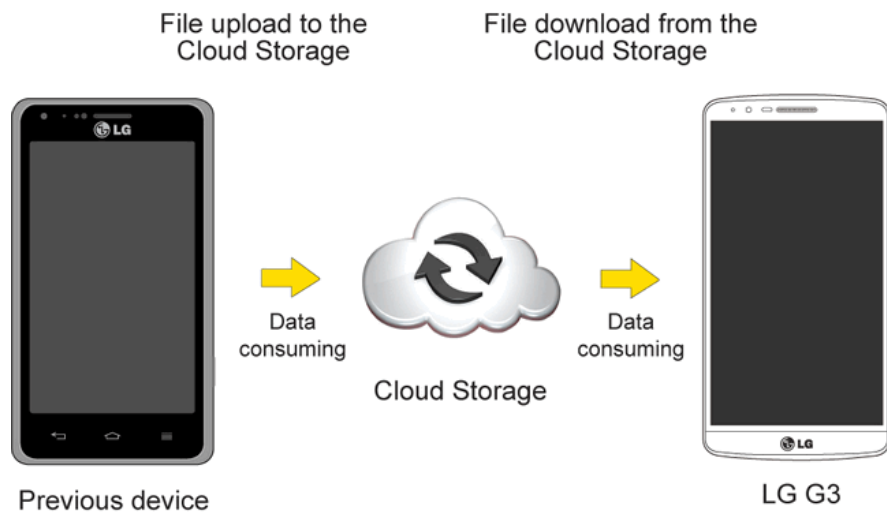 File upload to the
Cloud Storage
File download from the
Cloud Storage
LG
Data
consuming
Cloud Storage
Data
consuming
LG
Previous device
LG G3